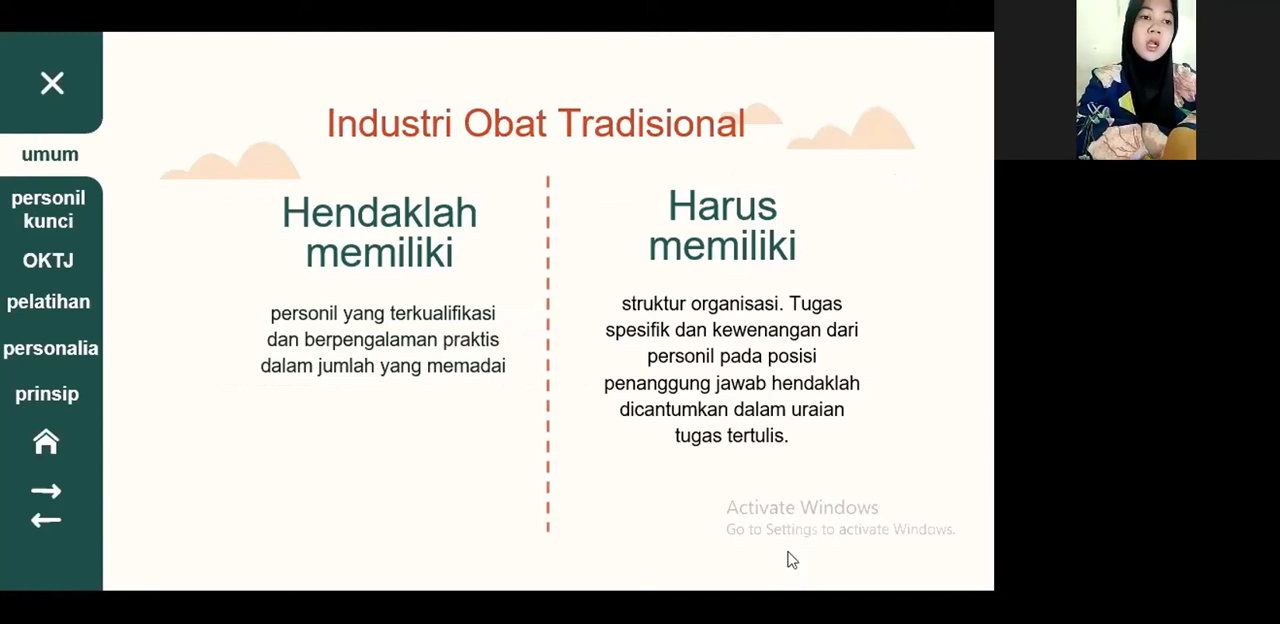 umum
personil
kunci
OKTJ
pelatihan
personalia
prinsip
Industri Obat Tradisional
Hendaklah
memiliki
personil yang terkualifikasi
dan berpengalaman praktis
dalam jumlah yang memadai
Harus
memiliki
struktur organisasi. Tugas
spesifik dan kewenangan dari
personil pada posisi
penanggung jawab hendaklah
dicantumkan dalam uraian
tugas tertulis.
Activate Windows
Go to Settings to activate Windows.